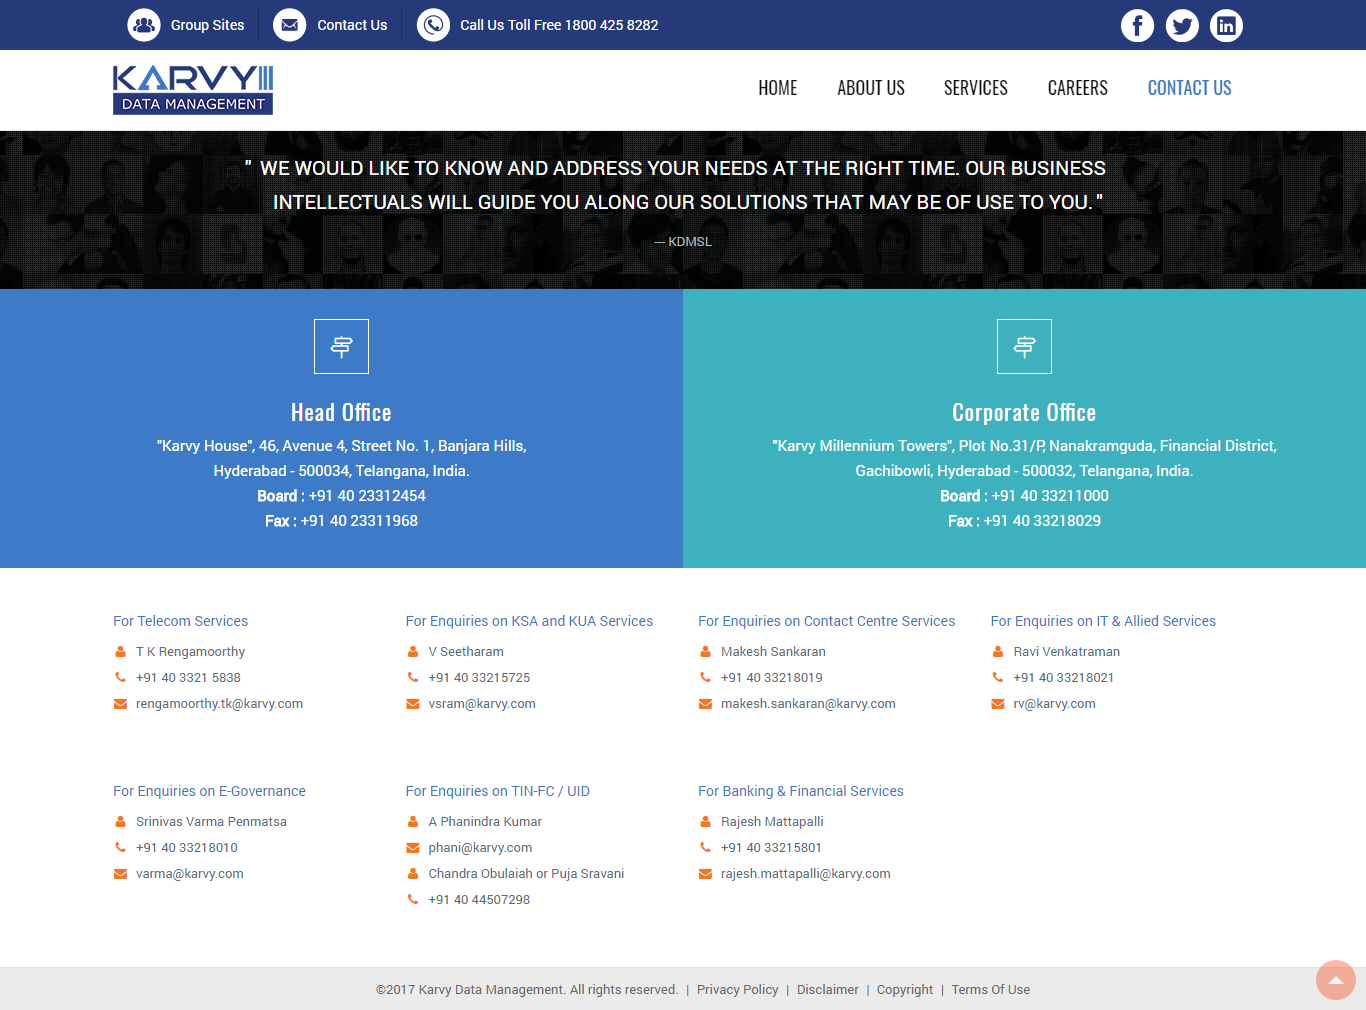 Group Sites
Contact Us
Call Us Toll Free 1800 425 8282
KARVY
DATA MANAGEMENT
HOME
ABOUT US
SERVICES
CAREERS
CONTACT US
" WE WOULD LIKE TO KNOW AND ADDRESS YOUR NEEDS AT THE RIGHT TIME. OUR BUSINESS
INTELLECTUALS WILL GUIDE YOU ALONG OUR SOLUTIONS THAT MAY BE OF USE TO YOU. "
--- KDMSL
Head Office
"Karvy House", 46, Avenue 4, Street No. 1, Banjara Hills,
Hyderabad - 500034, Telangana, India.
Board : +91 40 23312454
Fax : +91 40 23311968
Corporate Office
"Karvy Millennium Towers", Plot No.31/P, Nanakramguda, Financial District,
Gachibowli, Hyderabad - 500032, Telangana, India.
Board : +91 40 33211000
Fax : +91 40 33218029
For Telecom Services
T K Rengamoorthy
+91 40 3321 5838
rengamoorthy.tk@karvy.com
For Enquiries on KSA and KUA Services
V Seetharam
+91 40 33215725
vsram@karvy.com
For Enquiries on Contact Centre Services
Makesh Sankaran
+91 40 33218019
makesh.sankaran@karvy.com
For Enquiries on IT & Allied Services
Ravi Venkatraman
+91 40 33218021
rv@karvy.com
For Enquiries on E-Governance
Srinivas Varma Penmatsa
+91 40 33218010
varma@karvy.com
For Enquiries on TIN-FC / UID
A Phanindra Kumar
phani@karvy.com
Chandra Obulaiah or Puja Sravani
+91 40 44507298
For Banking & Financial Services
Rajesh Mattapalli
+91 40 33215801
rajesh.mattapalli@karvy.com
©2017 Karvy Data Management. All rights reserved. | Privacy Policy | Disclaimer | Copyright | Terms Of Use